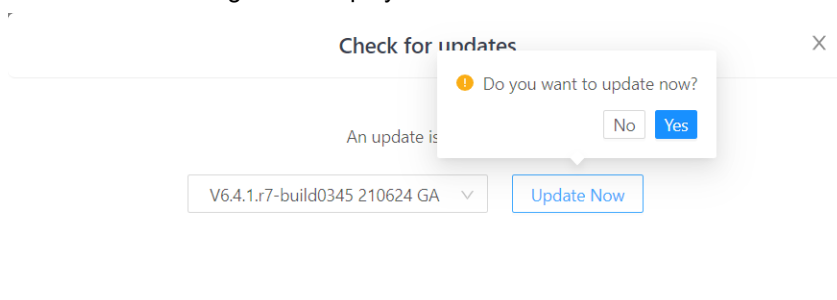 Check for updates
Do you want to update now?
No Yes
An update is
V6.4.1.r7-build0345 210624 GA
Update Now